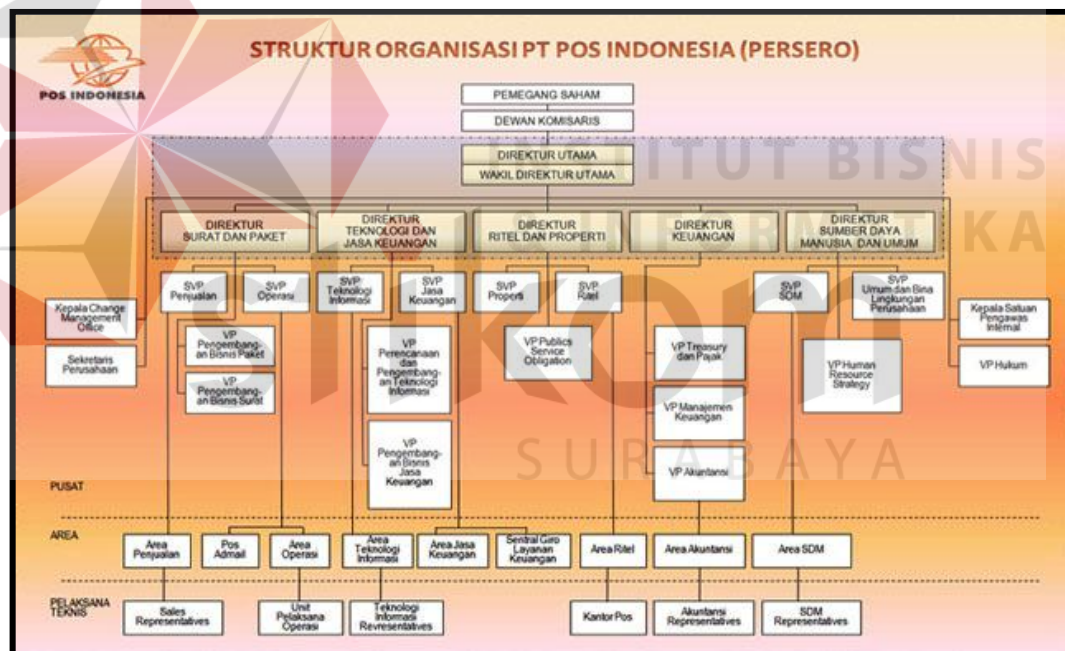 STRUKTUR ORGANISASI PT POS INDONESIA (PERSERO)
POS INDONESIA
PEMEGANG SAHAM
DEWAN KOMISARIS
DIREKTUR UTAMA
WAKIL DIREKTUR UTAMA
INSTITUT BISNIS
& INFORMATIKA
stikom
SURABAYA
DIREKTUR
SURAT DAN PAKET
DIREKTUR
TEKNOLOGI DAN
JASA KEUANGAN
DIREKTUR
RITEL DAN PROPERTI
DIREKTUR
KEUANGAN
DIREKTUR
SUMBER DAYA
MANUSIA DAN UMUM
SVP
Penjualan
SVP
Operasi
SVP
Teknologi
Informasi
SVP
Jasa
Keuangan
SVP
Properti
SVP
Ritel
SVP
SDM
SVP
Umum dan Bina
Lingkungan
Perusahaan
Kepala Change
Management
Office
Sekretaris
Perusahaan
Kepala Satuan
Pengawas
Internal
VP Hukum
VP
Pengembang-
an Bisnis Paket
VP
Pengembang-
an Bisnis Surat
VP
Perencanaan
dan
Pengembang-
an Teknologi
Informasi
VP
Pengembang-
an Bisnis
Jasa
Keuangan
VP Publics
Service
Obligation
VP Treasury
dan Pajak
VP Manajemen
Keuangan
VP Akuntansi
VP Human
Resource
Strategy
PUSAT
AREA
Area
Penjualan
Pos
Admail
Area
Operasi
Area
Teknologi
Informasi
Area Jasa
Keuangan
Sentral Giro
Layanan
Keuangan
Area Ritel
Area Akuntansi
Area SDM
PELAKSANA
TEKNIS
Sales
Representatives
Unit
Pelaksana
Operasi
Teknologi
Informasi
Revresentatives
Kantor Pos
Akuntansi
Representatives
SDM
Representatives